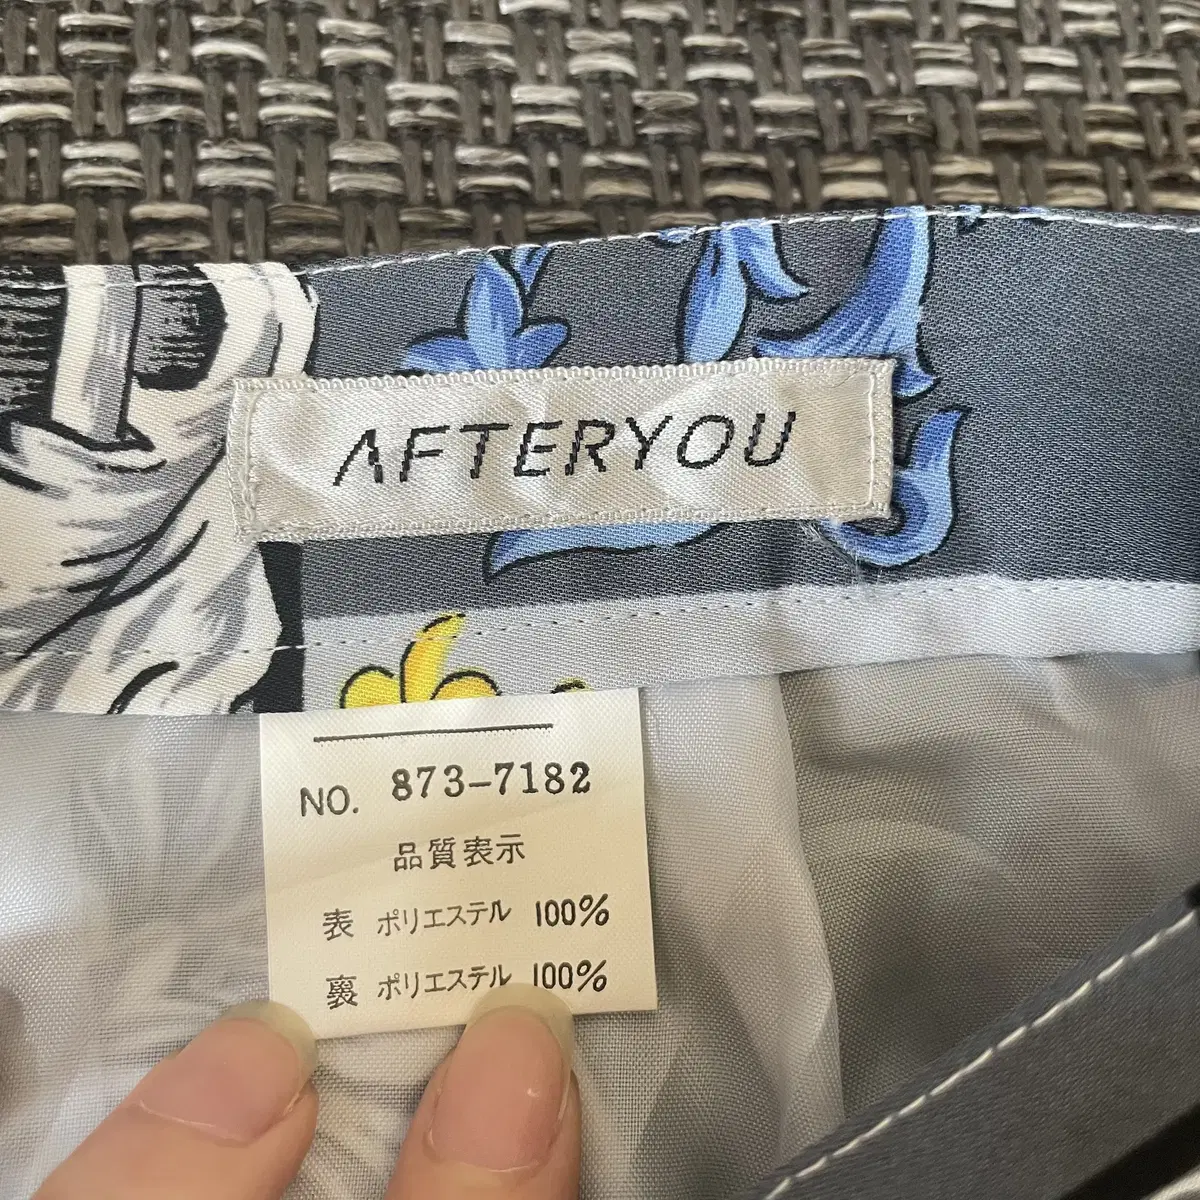 AFTERYOU
NO. 873-7182
品質表示
表 ポリエステル 100%
裏 ポリエステル 100%